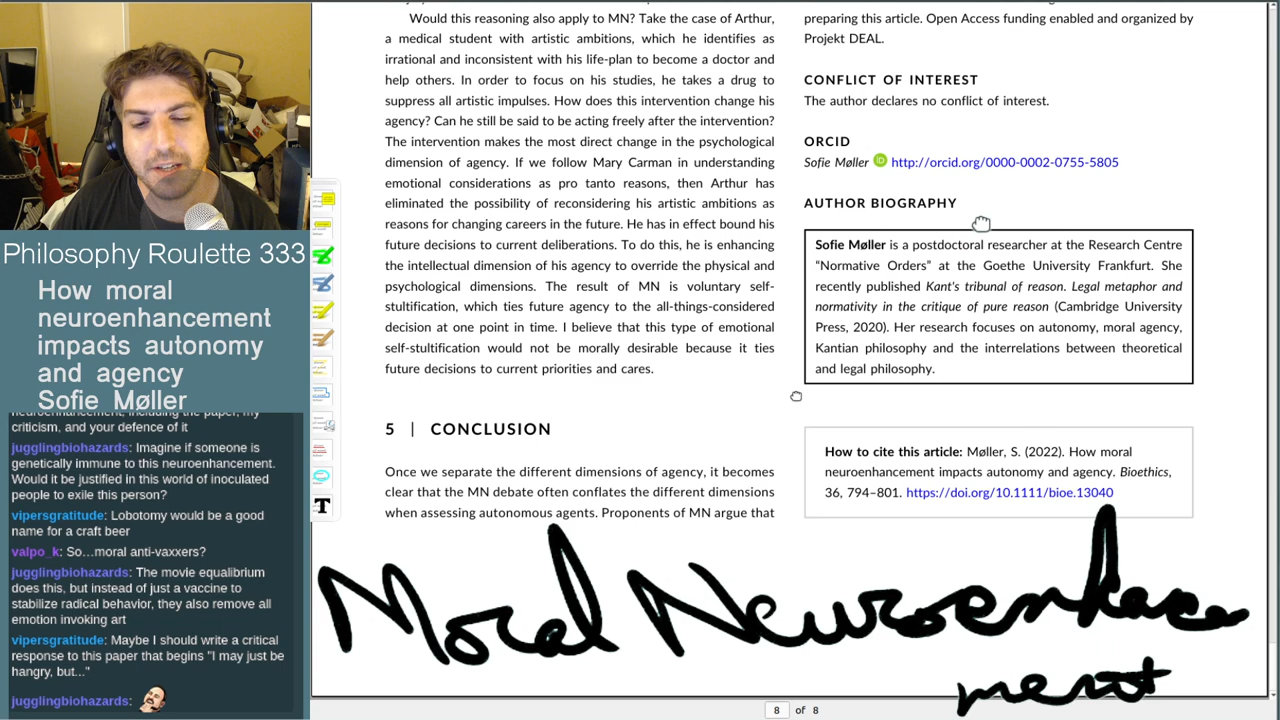 Philosophy Roulette 333
How moral
neuroenhancement
impacts autonomy
and agency
Sofie Møller
neuroenhancement, including the paper, my
criticism, and your defence of it
jugglingbiohazards: Imagine if someone is
genetically immune to this neuroenhancement.
Would be justified in this world of inoculated
people to exile this person?
vipersgratitude: Lobotomy would be a good
name for a craft beer
valpo_k: So...moral anti-vaxxers?
jugglingbiohazards: The movie equalibrium
does this, but instead of just a vaccine to
stabilize radical behavior, they also remove all
emotion invoking art
vipersgratitude: Maybe I should write a critical
response to this paper that begins "I may just be
hangry, but..."
jugglingbiohazards:
Would this reasoning also apply to MN? Take the case of Arthur,
a medical student with artistic ambitions, which he identifies as
irrational and inconsistent with his life-plan to become a doctor and
help others. In order to focus on his studies, he takes a drug to
suppress all artistic impulses. How does this intervention change his
agency? Can he still be said to be acting freely after the intervention?
The intervention makes the most direct change in the psychological
dimension of agency. If we follow Mary Carman in understanding
emotional considerations as pro tanto reasons, then Arthur has
eliminated the possibility of reconsidering his artistic ambitions as
reasons for changing careers in the future. He has in effect bound his
future decisions to current deliberations. To do this, he is enhancing
the intellectual dimension of his agency to override the physical and
psychological dimensions. The result of MN is voluntary self-
stultification, which ties future agency to the all-things-considered
decision at one point in time. I believe that this type of emotional
self-stultification would not be morally desirable because it ties
future decisions to current priorities and cares.
5 | CONCLUSION
Once we separate the different dimensions of agency, it becomes
clear that the MN debate often conflates the different dimensions
when assessing autonomous agents. Proponents of MN argue that
preparing this article. Open Access funding enabled and organized by
Projekt DEAL.
CONFLICT OF INTEREST
The author declares no conflict of interest.
ORCID
Sofie Møller iD http://orcid.org/0000-0002-0755-5805
AUTHOR BIOGRAPHY
Sofie Møller is a postdoctoral researcher at the Research Centre
"Normative Orders" at the Goethe University Frankfurt. She
recently published Kant's tribunal of reason. Legal metaphor and
normativity in the critique of pure reason (Cambridge University
Press, 2020). Her research focuses on autonomy, moral agency,
Kantian philosophy and the interrelations between theoretical
and legal philosophy.
How to cite this article: Møller, S. (2022). How moral
neuroenhancement impacts autonomy and agency. Bioethics,
36, 794–801. https://doi.org/10.1111/bioe.13040
Moral Neuroenhance
ment
T
8 of 8